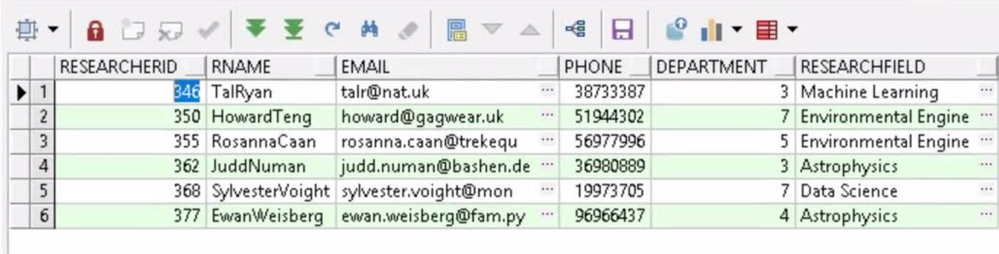 RESEARCHERID RNAME EMAIL PHONE DEPARTMENT RESEARCHFIELD
1 346 TalRyan talr@nat.uk ... 38733387 3 Machine Learning ...
2 350 HowardTeng howard@gagwear.uk ... 51944302 7 Environmental Engine ...
3 355 RosannaCaan rosanna.caan@trekequ ... 56977996 5 Environmental Engine ...
4 362 JuddNuman judd.numan@bashen.de ... 36980889 3 Astrophysics ...
5 368 SylvesterVoight sylvester.voight@mon ... 19973705 7 Data Science ...
6 377 EwanWeisberg ewan.weisberg@fam.py ... 96966437 4 Astrophysics ...